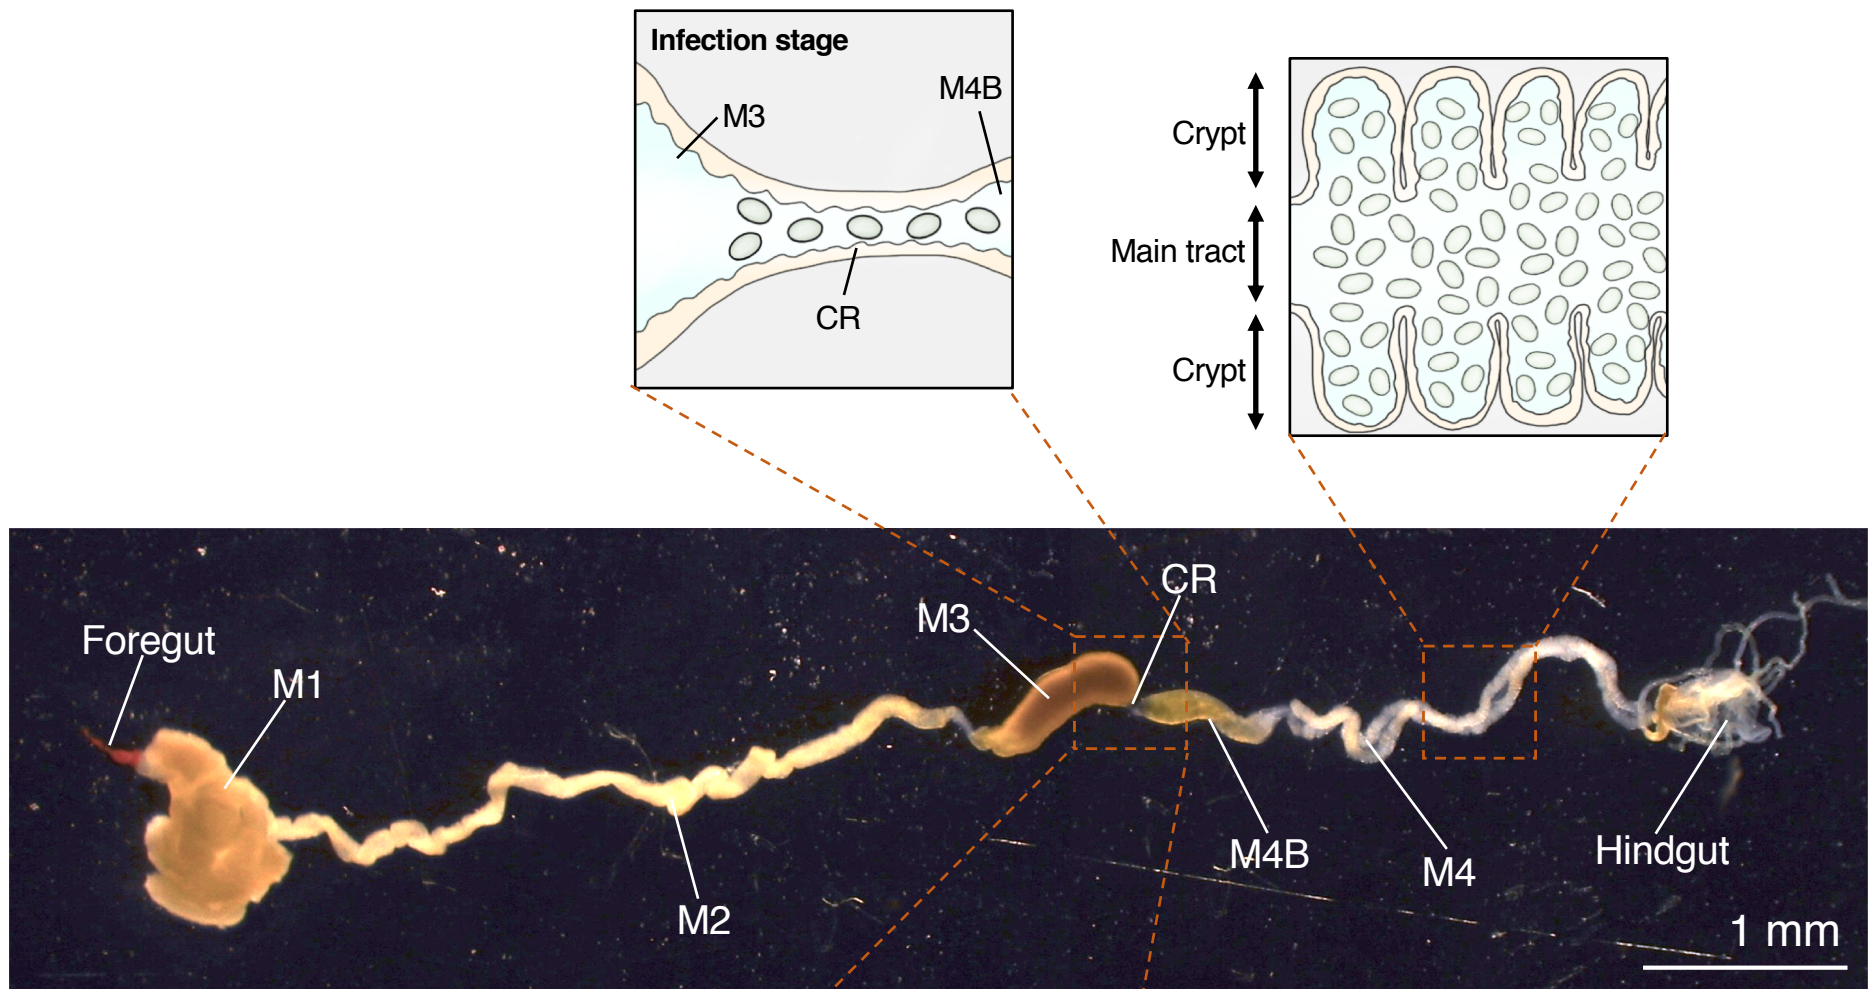 Infection stage
M3
M4B
CR
Crypt
Main tract
Crypt
Foregut
M1
M2
M3
CR
M4B
M4
Hindgut
1 mm